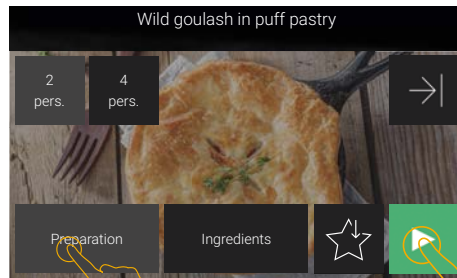 Wild goulash in puff pastry
2
pers.
4
pers.
Preparation
Ingredients